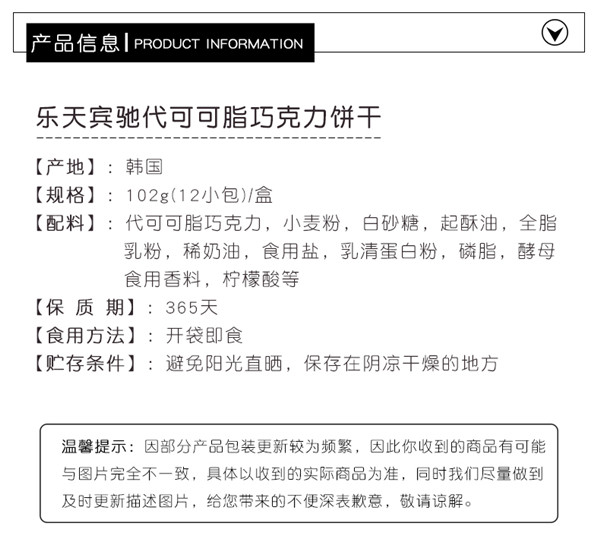 产品信息 PRODUCT INFORMATION
乐天宾驰代可可脂巧克力饼干
【产地】：韩国
【规格】：102g(12小包)/盒
【配料】：代可可脂巧克力，小麦粉，白砂糖，起酥油，全脂
乳粉，稀奶油，食用盐，乳清蛋白粉，磷脂，酵母
食用香料，柠檬酸等
【保 质 期】：365天
【食用方法】：开袋即食
【贮存条件】：避免阳光直晒，保存在阴凉干燥的地方
温馨提示：因部分产品包装更新较为频繁，因此你收到的商品有可能
与图片完全不一致，具体以收到的实际商品为准，同时我们尽量做到
及时更新描述图片，给您带来的不便深表歉意，敬请谅解。